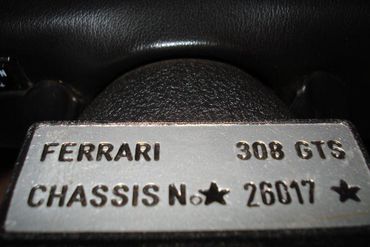 FERRARI 308 GTS
CHASSIS N.★ 26017 ★